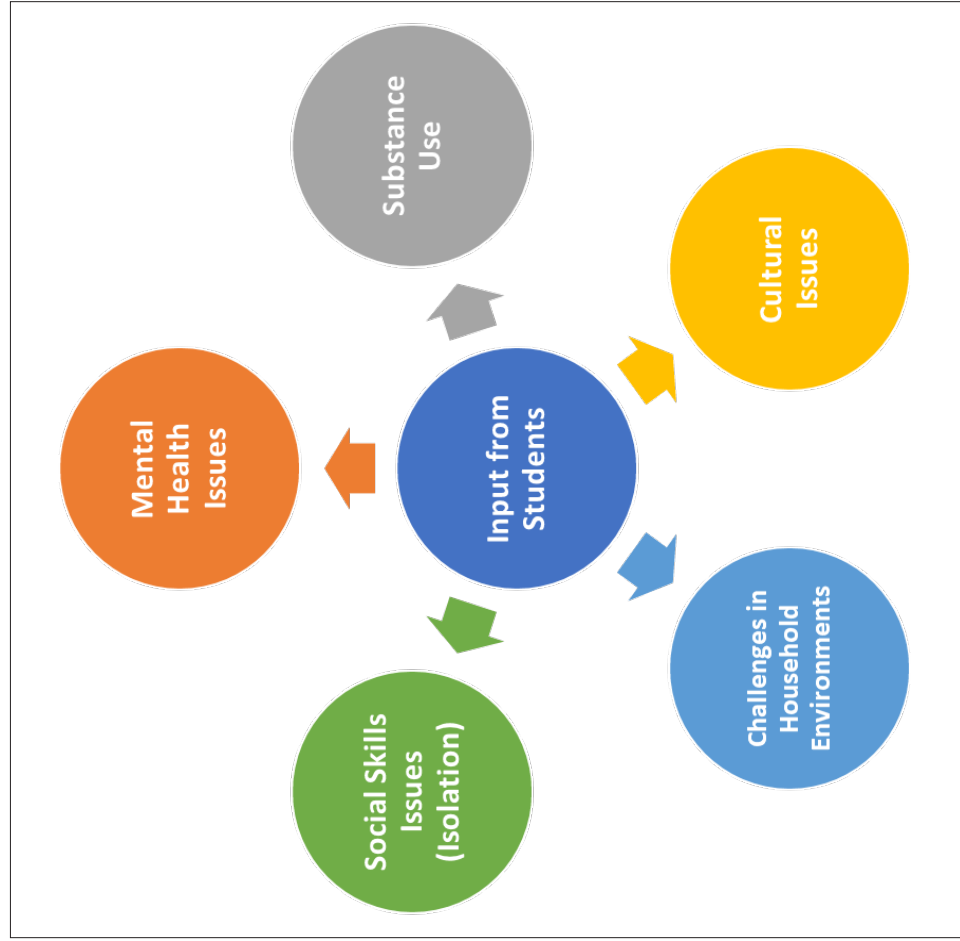 Mental
Health
Issues
Social Skills
Issues
(Isolation)
Substance
Use
Input from
Students
Challenges in
Household
Environments
Cultural
Issues